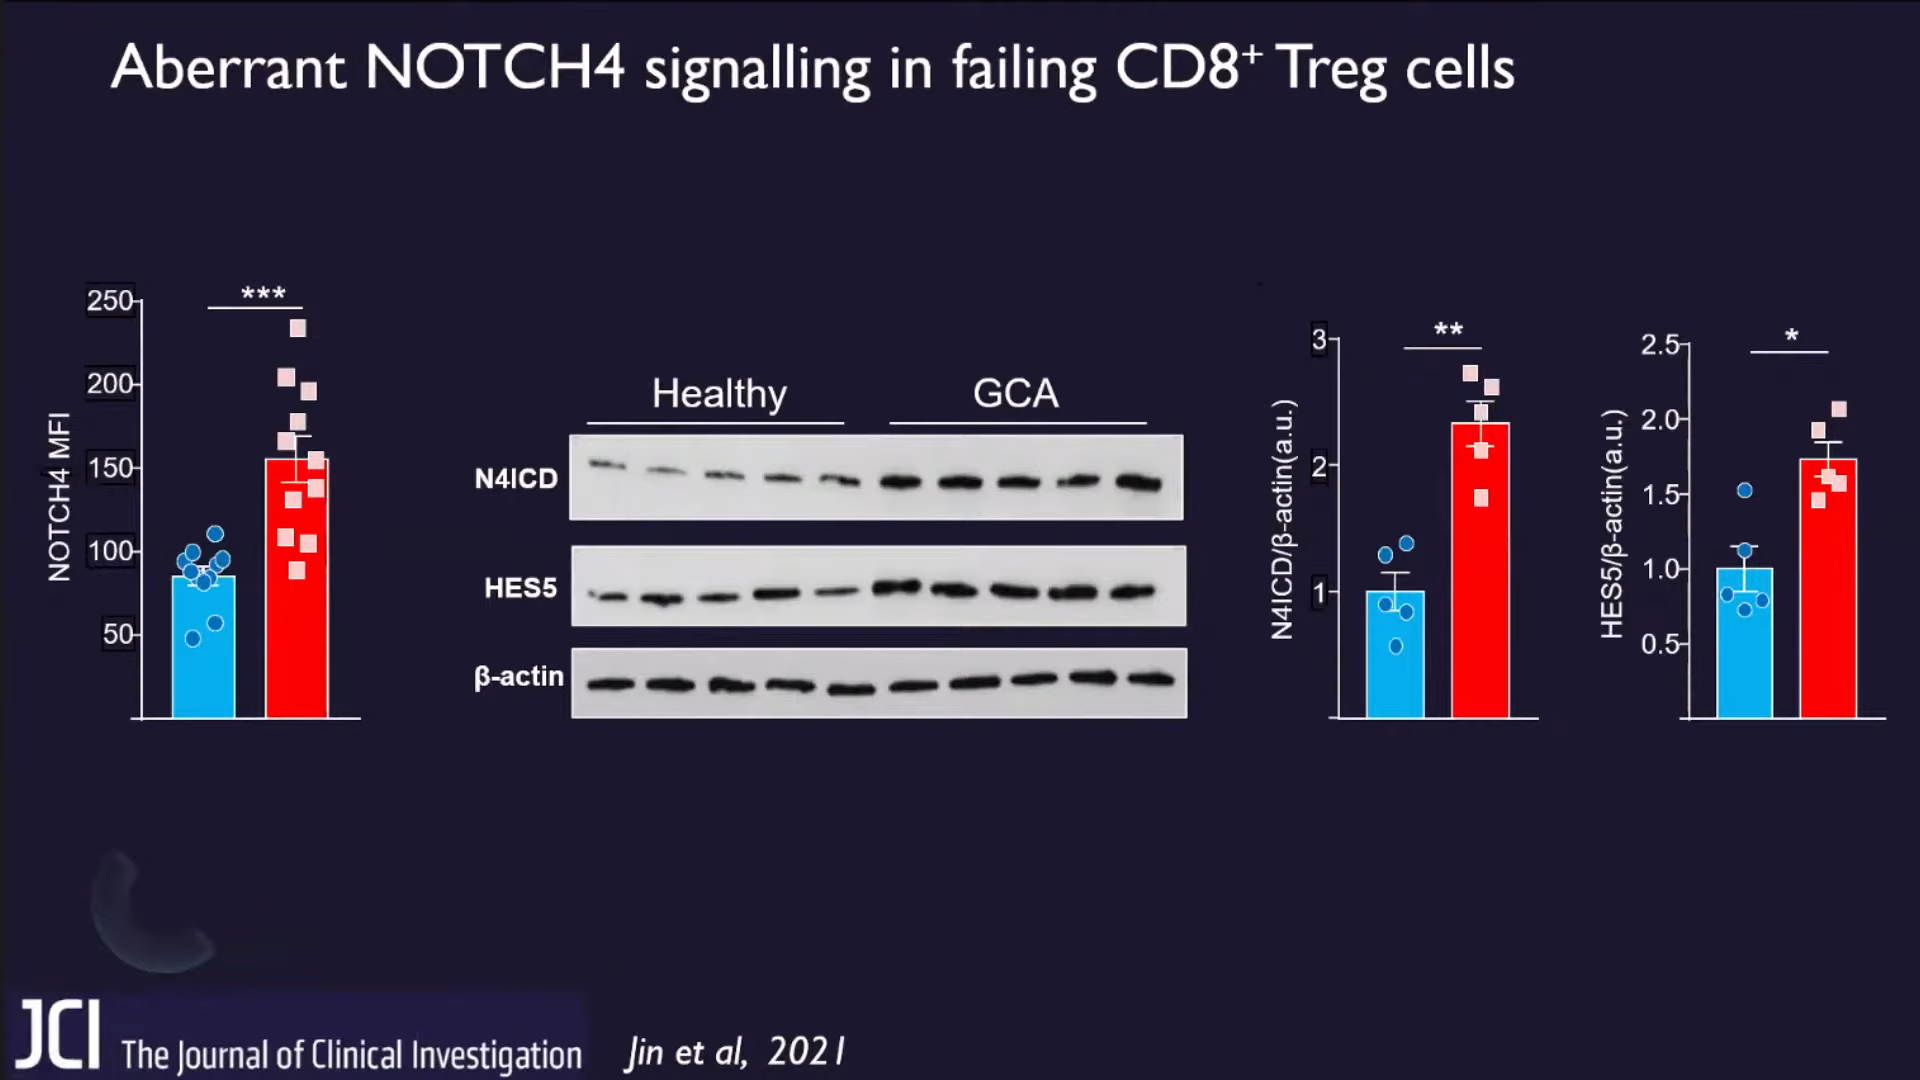 Aberrant NOTCH4 signalling in failing CD8+ Treg cells
NOTCH4 MFI
250
200
150
100
50
***
Healthy
GCA
N4ICD
HES5
β-actin
N4ICD/β-actin(a.u.)
3
2
1
**
HES5/β-actin(a.u.)
2.5
2.0
1.5
1.0
0.5
*
JCI The Journal of Clinical Investigation
Jin et al, 2021